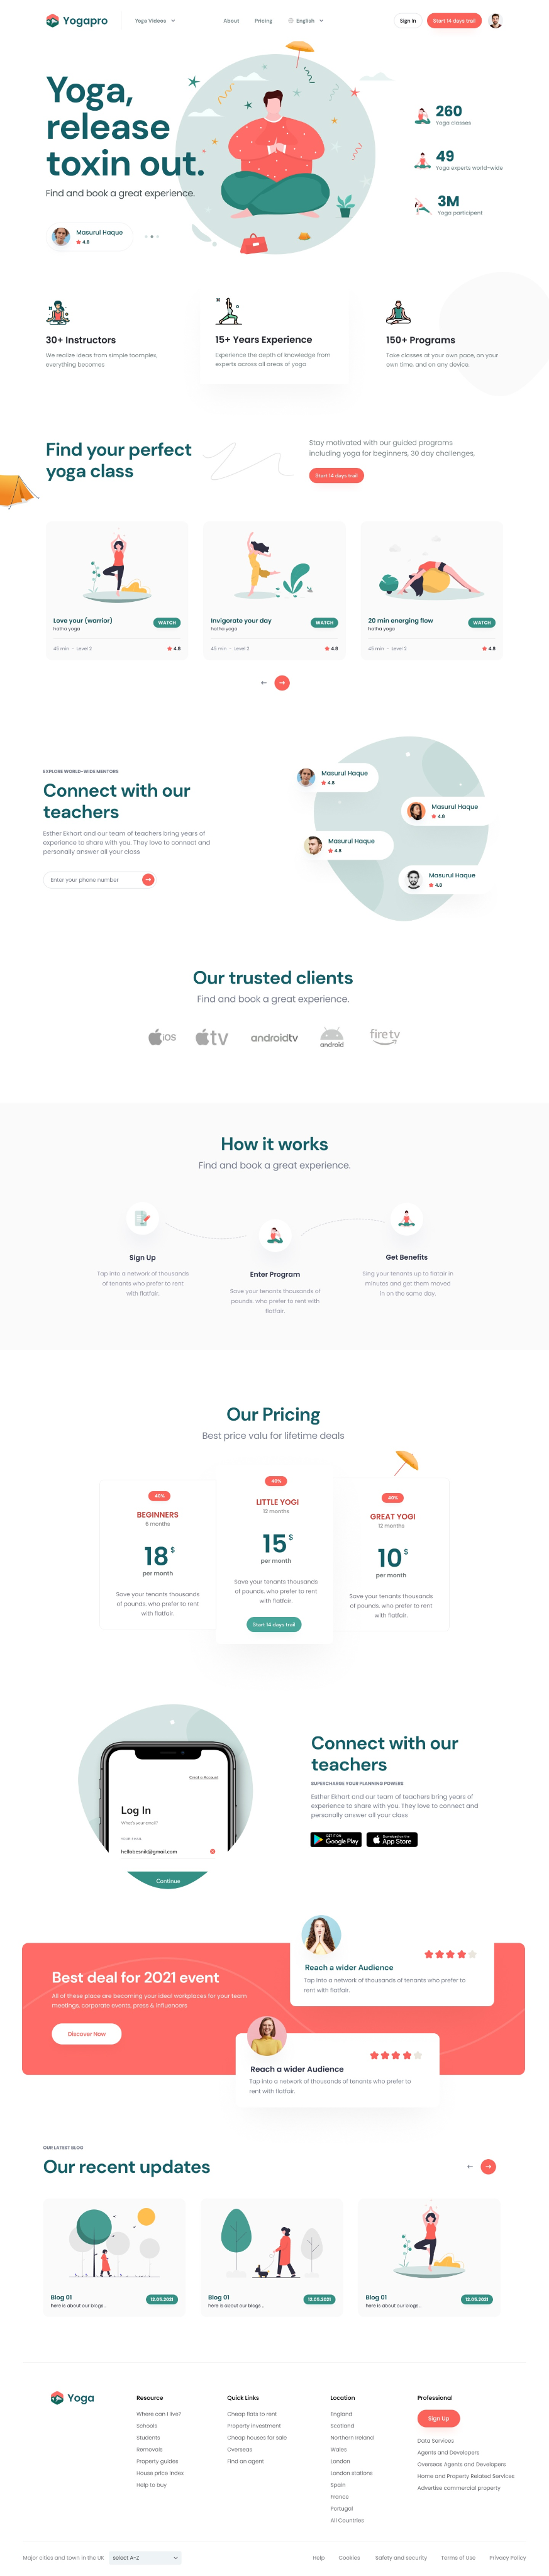 Yogapro
Yoga Videos
About
Pricing
English
Sign In
Start 14 days trail
Yoga,
release
toxin out.
Find and book a great experience.
Masurul Haque
4.8
260
Yoga classes
49
Yoga experts world-wide
3M
Yoga participent
30+ Instructors
We realize ideas from simple toomples,
everything becomes
15+ Years Experience
Experience the depth of knowledge from
experts across all areas of yoga
150+ Programs
Take classes at your own pace, on your
own time, and on any device.
Find your perfect
yoga class
Stay motivated with our guided programs
including yoga for beginners, 30 day challenges,
Start 14 days trail
Love your (warrior)
hatha yoga
WATCH
45 min - Level 2
4.8
Invigorate your day
hatha yoga
WATCH
45 min - Level 2
4.8
20 min energing flow
hatha yoga
WATCH
45 min - Level 2
4.8
EXPLORE WORLD-WIDE MENTORS
Connect with our
teachers
Esther Ekhart and our team of teachers bring years of
experience to share with you. They love to connect and
personally answer all your class
Enter your phone number
Masurul Haque
4.8
Masurul Haque
4.8
Masurul Haque
4.8
Masurul Haque
4.8
Our trusted clients
Find and book a great experience.
iOS
tv
androidtv
android
firetv
How it works
Find and book a great experience.
Sign Up
Tap into a network of thousands
of tenants who prefer to rent
with flatfair.
Enter Program
Save your tenants thousands of
pounds, who prefer to rent with
flatfair.
Get Benefits
Sing your tenants up to flatair in
minutes and get them moved
in on the same day.
Our Pricing
Best price valu for lifetime deals
40%
BEGINNERS
6 months
18 $
per month
Save your tenants thousands
of pounds, who prefer to rent
with flatfair.
40%
LITTLE YOGI
12 months
15 $
per month
Save your tenants thousands
of pounds, who prefer to rent
with flatfair.
Start 14 days trail
40%
GREAT YOGI
12 months
10 $
per month
Save your tenants thousands
of pounds, who prefer to rent
with flatfair.
Creat a Account
Log In
What's your email?
YOUR EMAIL
hellobesnik@gmail.com
Continue
Connect with our
teachers
SUPERCHARGE YOUR PLANNING POWERS
Esther Ekhart and our team of teachers bring years of
experience to share with you. They love to connect and
personally answer all your class
GET IT ON
Google Play
Download on the
App Store
Best deal for 2021 event
All of these place are becoming your ideal workplaces for your team
meetings, corporate events, press & influencers
Discover Now
Reach a wider Audience
Tap into a network of thousands of tenants who prefer to
rent with flatfair.
Reach a wider Audience
Tap into a network of thousands of tenants who prefer to
rent with flatfair.
OUR LATEST BLOG
Our recent updates
Blog 01
here is about our blogs ..
12.05.2021
Blog 01
here is about our blogs ..
12.05.2021
Blog 01
here is about our blogs ..
12.05.2021
Yoga
Resource
Where can I live?
Schools
Students
Removals
Property guides
House price index
Help to buy
Quick Links
Cheap flats to rent
Property investment
Cheap houses for sale
Overseas
Find an agent
Location
England
Scotland
Northern Ireland
Wales
London
London stations
Spain
France
Portugal
All Countries
Professional
Sign Up
Data Services
Agents and Developers
Overseas Agents and Developers
Home and Property Related Services
Advertise commercial property
Major cities and town in the UK
select A-Z
Help
Cookies
Safety and security
Terms of Use
Privacy Policy